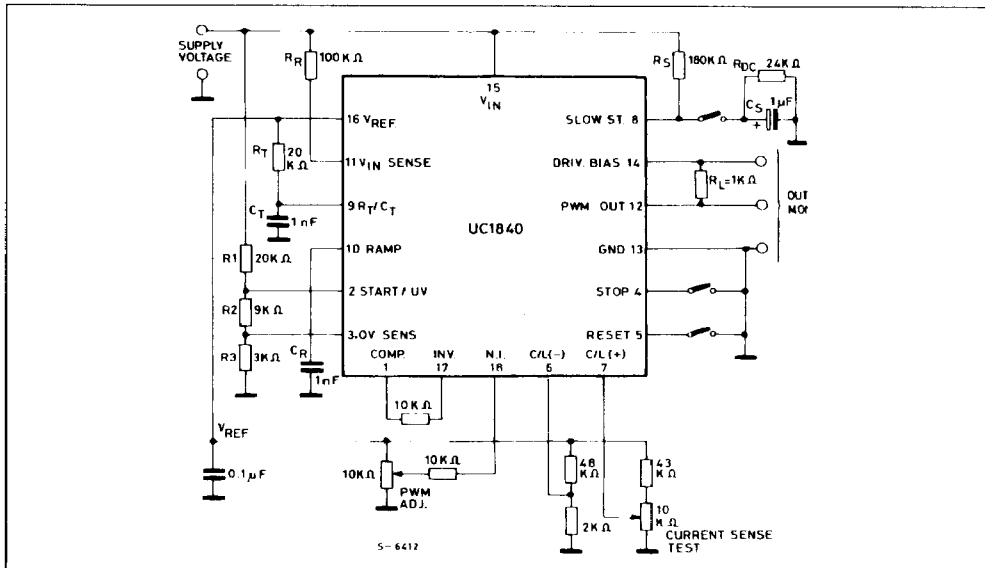 SUPPLY
VOLTAGE
RR
100KΩ
15
VIN
RS
180KΩ
RDC
24KΩ
CS
1µF
+
16 VREF.
SLOW ST. 8
RT
20
KΩ
11 VIN SENSE
DRIV. BIAS 14
RL=1KΩ
9 RT/CT
PWM OUT 12
OUT
MO
CT
1nF
UC1840
10 RAMP
GND 13
R1
20KΩ
2 START/UV
STOP 4
R2
9KΩ
3.OV SENS
RESET 5
R3
3KΩ
CR
1nF
COMP.
1
INV.
17
N.I.
18
C/L(-)
6
C/L(+)
7
10KΩ
VREF
0.1µF
10KΩ
10KΩ
PWM
ADJ.
48
KΩ
2KΩ
43
KΩ
10
KΩ
CURRENT SENSE
TEST
S-6412